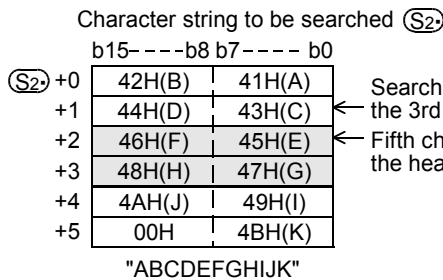 Character string to be searched (S2•)
b15----b8 b7---- b0
(S2•) +0 42H(B) 41H(A)
+1 44H(D) 43H(C)
+2 46H(F) 45H(E)
+3 48H(H) 47H(G)
+4 4AH(J) 49H(I)
+5 00H 4BH(K)
Search
the 3rd
Fifth ch
the hea
"ABCDEFGHIJK"